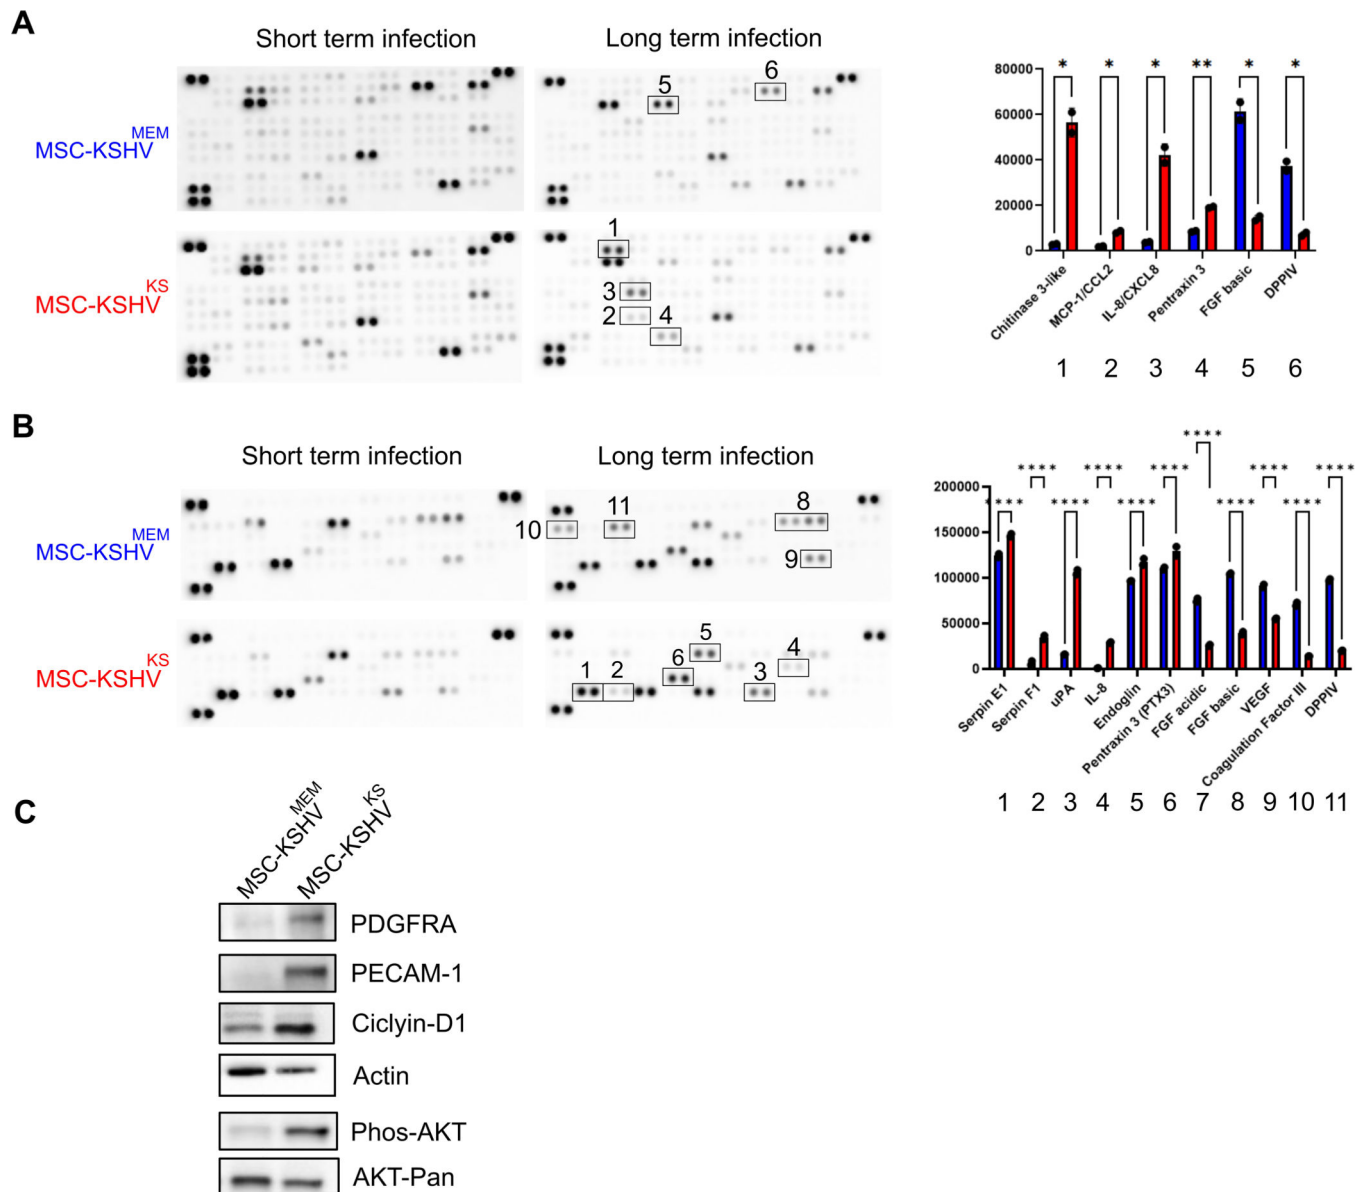 A
Short term infection
Long term infection
MSC-KSHV MEM
MSC-KSHV KS
5
6
1
3
2
4
80000
60000
40000
20000
0
* * * ** * *
Chitinase 3-like
MCP-1/CCL2
IL-8/CXCL8
Pentraxin 3
FGF basic
DPPIV
1 2 3 4 5 6
B
Short term infection
Long term infection
MSC-KSHV MEM
MSC-KSHV KS
10
11
8
9
5
4
1
2
6
3
200000
150000
100000
50000
0
**** **** **** **** **** **** **** **** **** **** ****
Serpin E1
Serpin F1
uPA
IL-8
Endoglin
Pentraxin 3 (PTX3)
FGF acidic
FGF basic
VEGF
Coagulation Factor III
DPPIV
1 2 3 4 5 6 7 8 9 10 11
C
MSC-KSHV MEM
MSC-KSHV KS
PDGFRA
PECAM-1
Ciclyin-D1
Actin
Phos-AKT
AKT-Pan